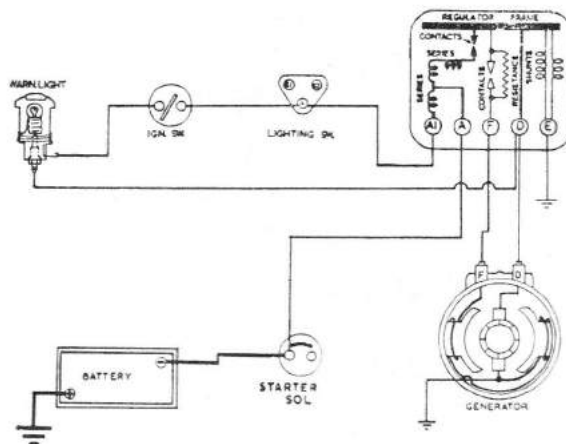 REGULATOR FRAME
CONTACTS
SERIES
SERIES
CONTACTS
RESISTANCE
SHUNTS
A1 A F D E
WARN. LIGHT
IGN. SW.
LIGHTING SW.
F D
BATTERY
STARTER
SOL
GENERATOR